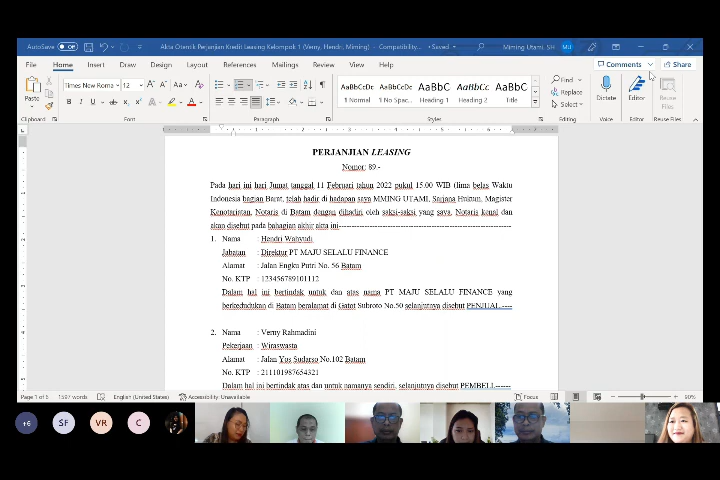 AutoSave Off Akta Otentik Perjanjian Kredit Leasing Kelompok 1 (Verny, Hendri, Miming) - Compatibility... • Saved Miming Utami, SH MU
File Home Insert Draw Design Layout References Mailings Review View Help Comments Share
Times New Roma 12
Paste
B I U
AaBbCcDc AaBbCcDc AaBbC AaBbCc AaBbC
1 Normal 1 No Spac... Heading 1 Heading 2 Title
Find
Replace
Select
Dictate
Editor
Reuse Files
Clipboard Font Paragraph Styles Editing Voice Editor Reuse Files
PERJANJIAN LEASING
Nomor: 89.-
Pada hari ini hari Jumat tanggal 11 Februari tahun 2022 pukul 15.00 WIB (lima belas Waktu
Indonesia bagian Barat, telah hadir di hadapan saya MMING UTAMI, Sarjana Hukum, Magister
Kenotariatan, Notaris di Batam dengan dihadiri oleh saksi-saksi yang saya, Notaris kenal dan
akan disebut pada bahagian akhir akta ini
1. Nama : Hendri Wahyudi
Jabatan : Direktur PT MAJU SELALU FINANCE
Alamat : Jalan Engku Putri No. 56 Batam
No. KTP : 123456789101112
Dalam hal ini bertindak untuk dan atas nama PT MAJU SELALU FINANCE yang
berkedudukan di Batam beralamat di Gatot Subroto No.50 selanjutnya disebut PENJUAL.----
2. Nama : Verny Rahmadini
Pekerjaan : Wiraswasta
Alamat : Jalan Yos Sudarso No.102 Batam
No. KTP : 211101987654321
Dalam hal ini bertindak atas dan untuk namanya sendiri, selanjutnya disebut PEMBELI.------
Page 1 of 6 1597 words English (United States) Accessibility: Unavailable Focus 90%
+6 SF VR C